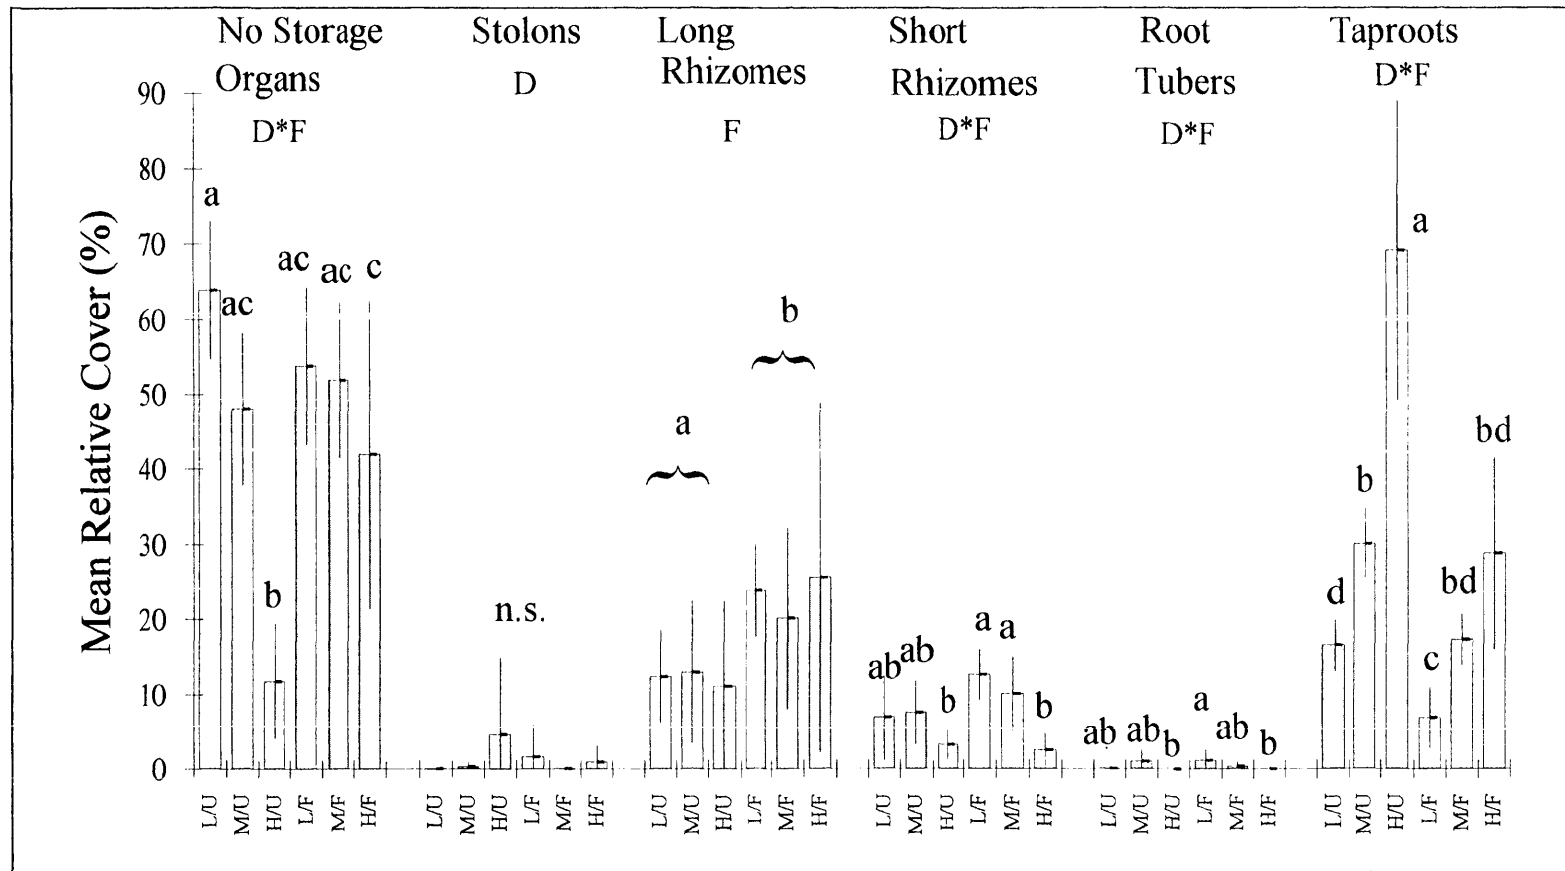 No Storage
Organs
D*F
Stolons
D
Long
Rhizomes
F
Short
Rhizomes
D*F
Root
Tubers
D*F
Taproots
D*F
Mean Relative Cover (%)
90
80
70
60
50
40
30
20
10
0
a
ac
b
ac
ac
c
n.s.
a
b
ab
ab
b
a
a
b
ab
ab
b
a
ab
b
d
b
a
c
bd
bd
L/U
M/U
H/U
L/F
M/F
H/F
L/U
M/U
H/U
L/F
M/F
H/F
L/U
M/U
H/U
L/F
M/F
H/F
L/U
M/U
H/U
L/F
M/F
H/F
L/U
M/U
H/U
L/F
M/F
H/F
L/U
M/U
H/U
L/F
M/F
H/F